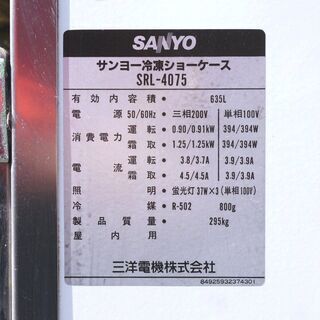 SANYO
サンヨー冷凍ショーケース
SRL-4075
有効内容積・ 635L
電源 50/60Hz・ 三相200V 単相100V
消費電力 運転・ 0.90/0.91kW 394/394W
霜取・ 1.25/1.25kW 394/394W
電流 運転・ 3.8/3.7A 3.9/3.9A
霜取・ 4.5/4.5A 3.9/3.9A
照明・ 蛍光灯 37W×3 (単相100V)
冷媒・ R-502 800g
製品質量・ 295kg
屋内用
三洋電機株式会社
84925932374301